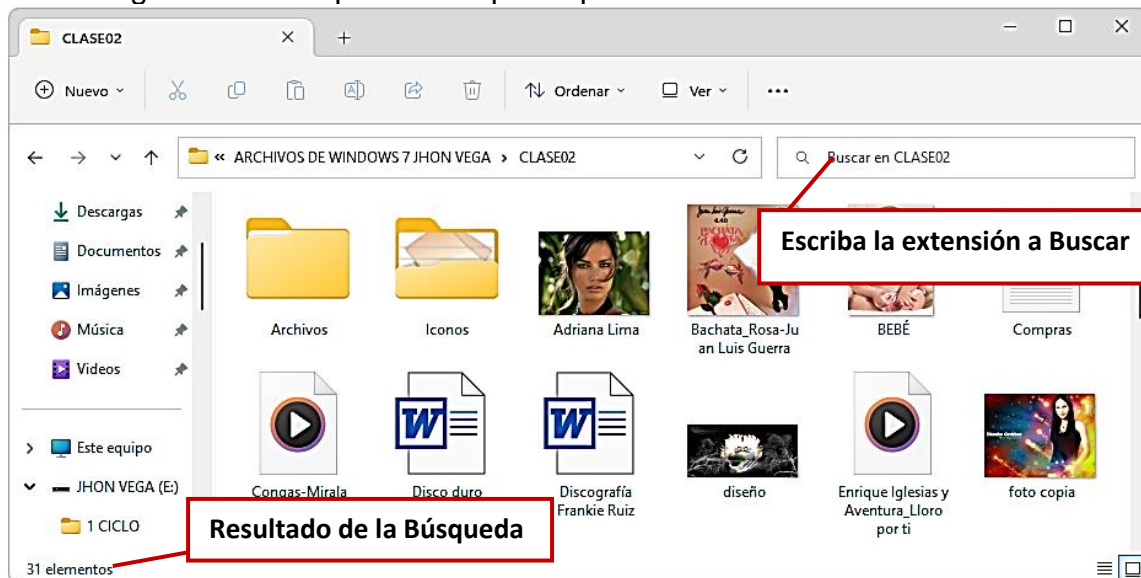 CLASE02
Nuevo
Ordenar
Ver
« ARCHIVOS DE WINDOWS 7 JHON VEGA > CLASE02
Buscar en CLASE02
Escriba la extensión a Buscar
Descargas
Documentos
Imágenes
Música
Videos
Este equipo
JHON VEGA (E:)
1 CICLO
Archivos
Iconos
Adriana Lima
Bachata_Rosa-Ju
an Luis Guerra
BEBÉ
Compras
Congas-Mirala
Disco duro
Discografía
Frankie Ruiz
diseño
Enrique Iglesias y
Aventura_Lloro
por ti
foto copia
Resultado de la Búsqueda
31 elementos